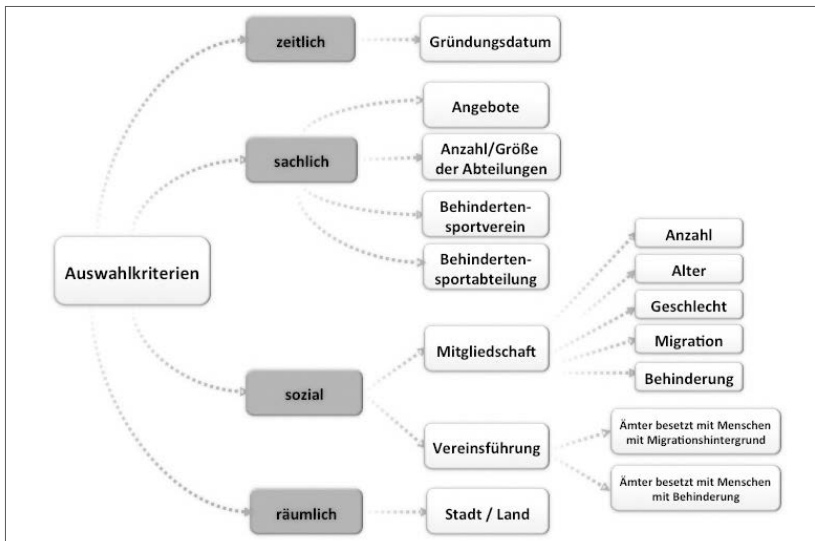 zeitlich
Gründungsdatum
Angebote
sachlich
Anzahl/Größe
der Abteilungen
Behinderten-
sportverein
Behinderten-
sportabteilung
Auswahlkriterien
Anzahl
Alter
Geschlecht
Mitgliedschaft
Migration
Behinderung
sozial
Vereinsführung
Ämter besetzt mit Menschen
mit Migrationshintergrund
Ämter besetzt mit Menschen
mit Behinderung
räumlich
Stadt / Land